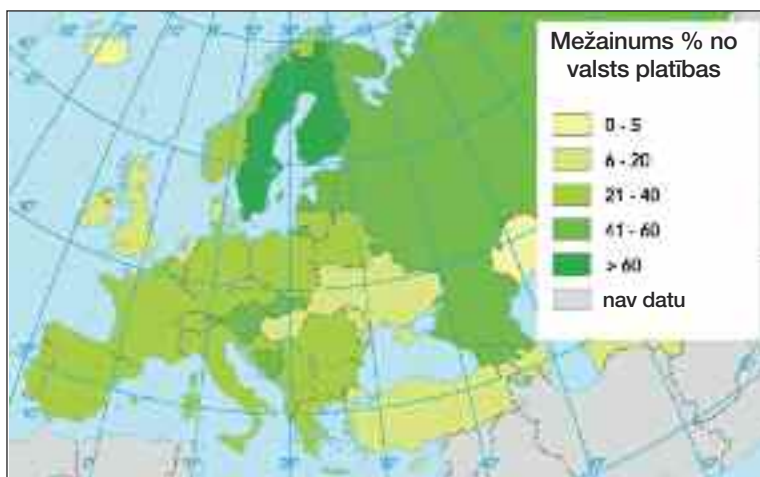 Mežainums % no
valsts platības
0 - 5
6 - 20
21 - 40
41 - 60
> 60
nav datu